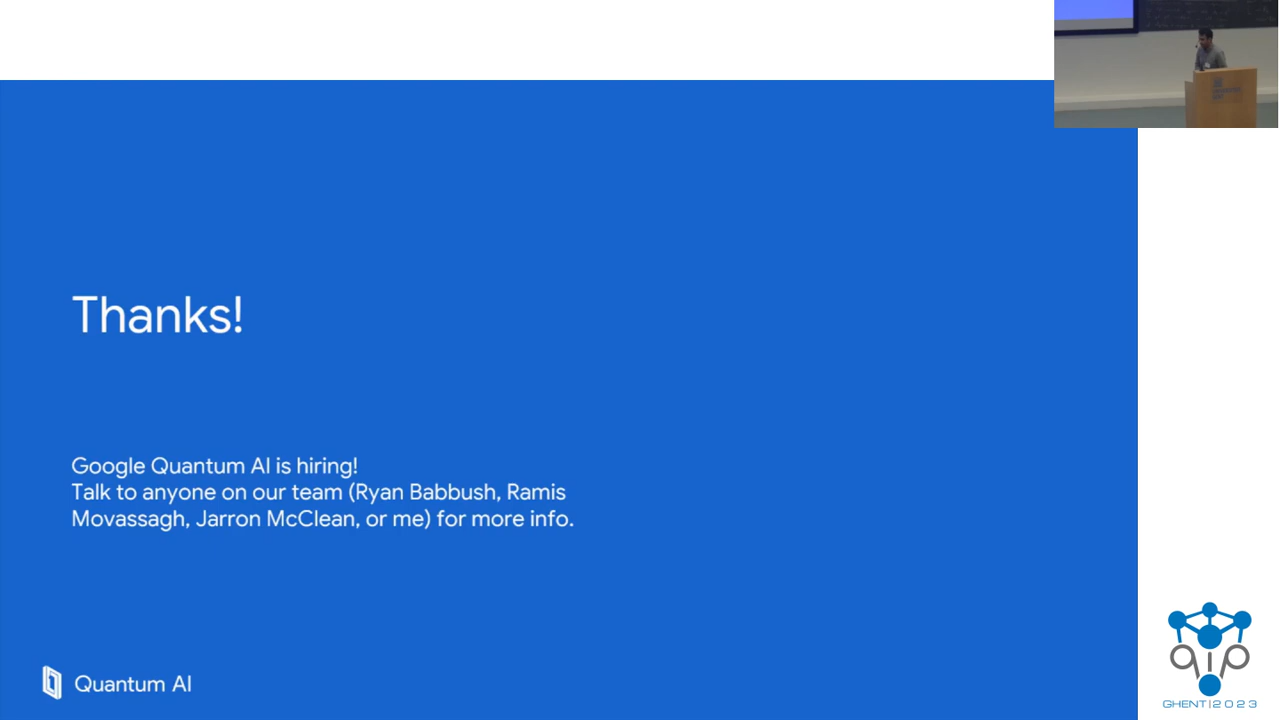 Thanks!
Google Quantum AI is hiring!
Talk to anyone on our team (Ryan Babbush, Ramis
Movassagh, Jarron McClean, or me) for more info.
Quantum AI
qip
GHENT|2023